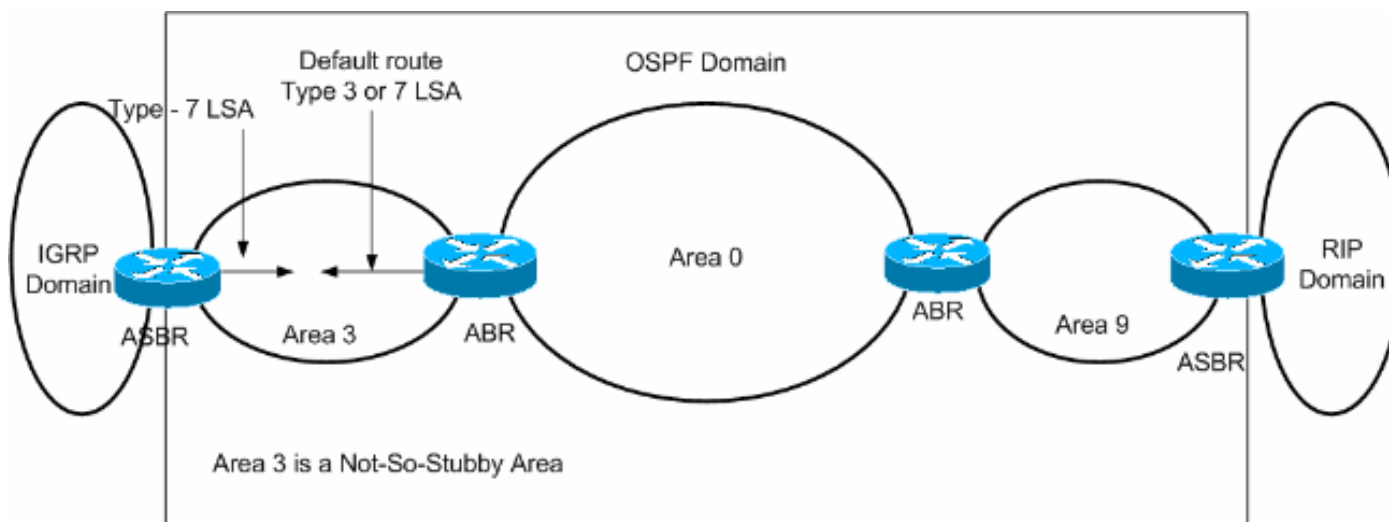 Default route
Type 3 or 7 LSA
OSPF Domain
Type - 7 LSA
IGRP
Domain
ASBR
Area 3
ABR
Area 0
ABR
Area 9
ASBR
RIP
Domain
Area 3 is a Not-So-Stubby Area